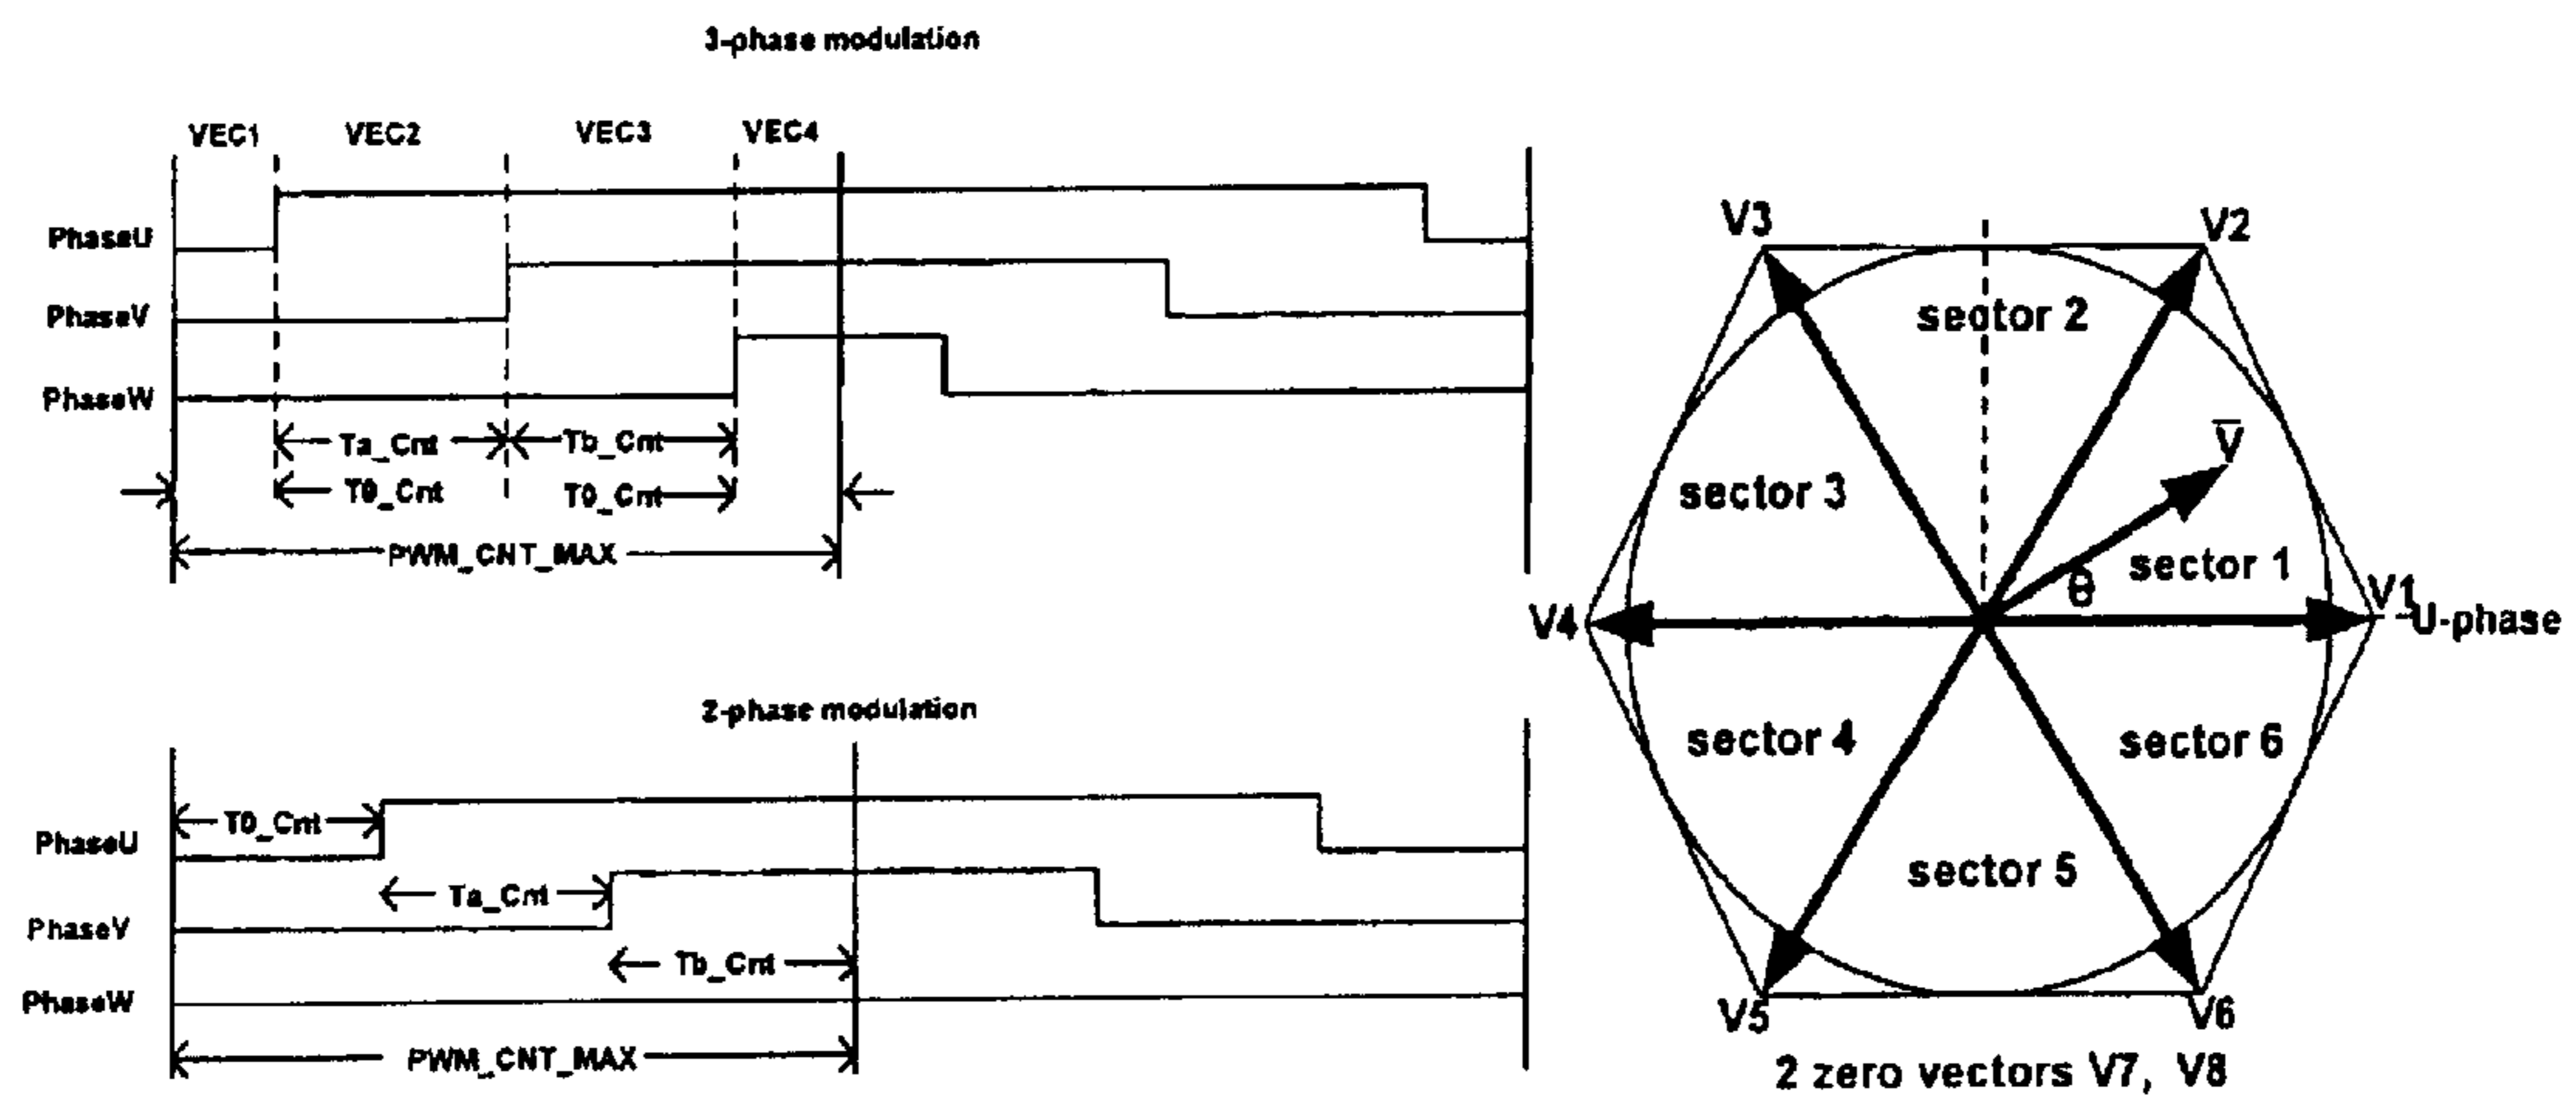 3-phase modulation
VEC1 VEC2 VEC3 VEC4
PhaseU
PhaseV
PhaseW
Ta_Cnt Tb_Cnt
T0_Cnt T0_Cnt
PWM_CNT_MAX
2-phase modulation
T0_Cnt
PhaseU
Ta_Cnt
PhaseV
Tb_Cnt
PhaseW
PWM_CNT_MAX
V3 V2
sector 2
V̅
sector 3
sector 1
θ
V4 V1
U-phase
sector 4 sector 6
sector 5
V5 V6
2 zero vectors V7, V8